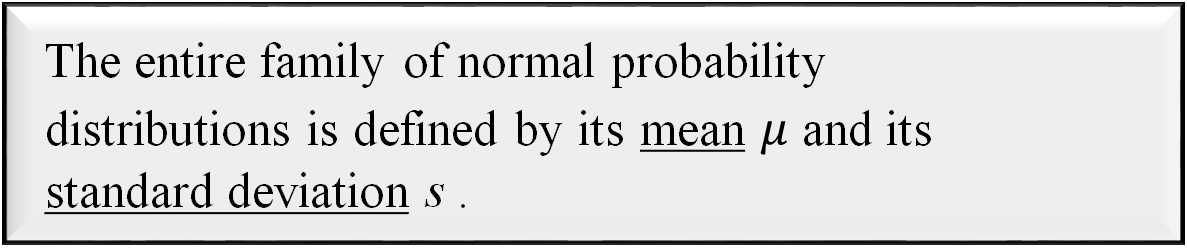 The entire family of normal probability
distributions is defined by its mean μ and its
standard deviation s .